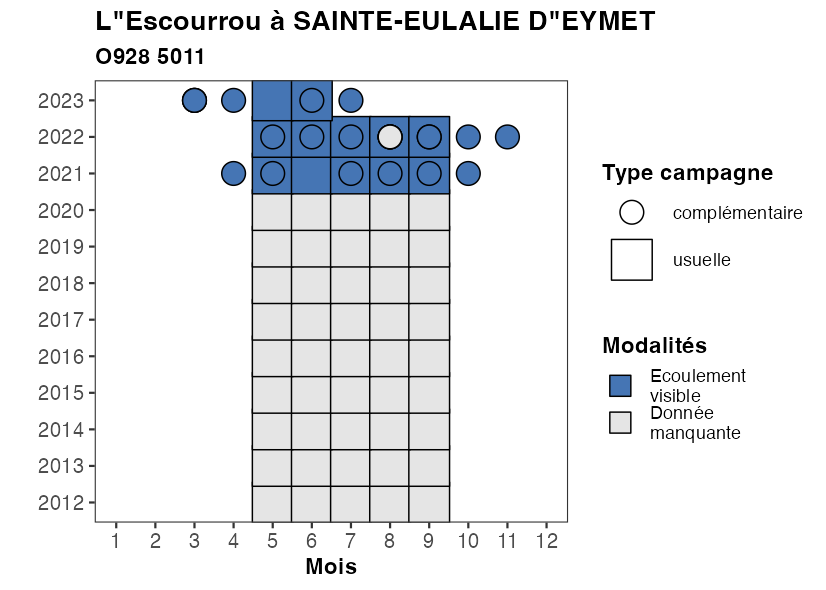 L"Escourrou à SAINTE-EULALIE D"EYMET
O928 5011
2023
2022
2021
2020
2019
2018
2017
2016
2015
2014
2013
2012
1 2 3 4 5 6 7 8 9 10 11 12
Mois
Type campagne
complémentaire
usuelle
Modalités
Ecoulement
visible
Donnée
manquante